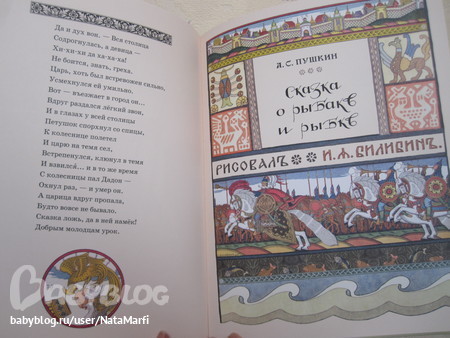 Да и дух вон. — Вся столица
Содрогнулась, а девица —
Хи-хи-хи да ха-ха-ха!
Не боится, знать, греха.
Царь, хоть был встревожен сильно,
Усмехнулся ей умильно.
Вот — въезжает в город он...
Вдруг раздался лёгкий звон,
И в глазах у всей столицы
Петушок спорхнул со спицы,
К колеснице полетел
И царю на темя сел,
Встрепенулся, клюнул в темя
И взвился... и в то же время
С колесницы пал Дадон —
Охнул раз, — и умер он,
А царица вдруг пропала,
Будто вовсе не бывало.
Сказка ложь, да в ней намёк!
Добрым молодцам урок.
А. С. ПУШКИН
Сказка
о рыбаке
и рыбке
РИСОВАЛЪ И. Я. БИЛИБИНЪ.
BABYBLOG
babyblog.ru/user/NataMarfi